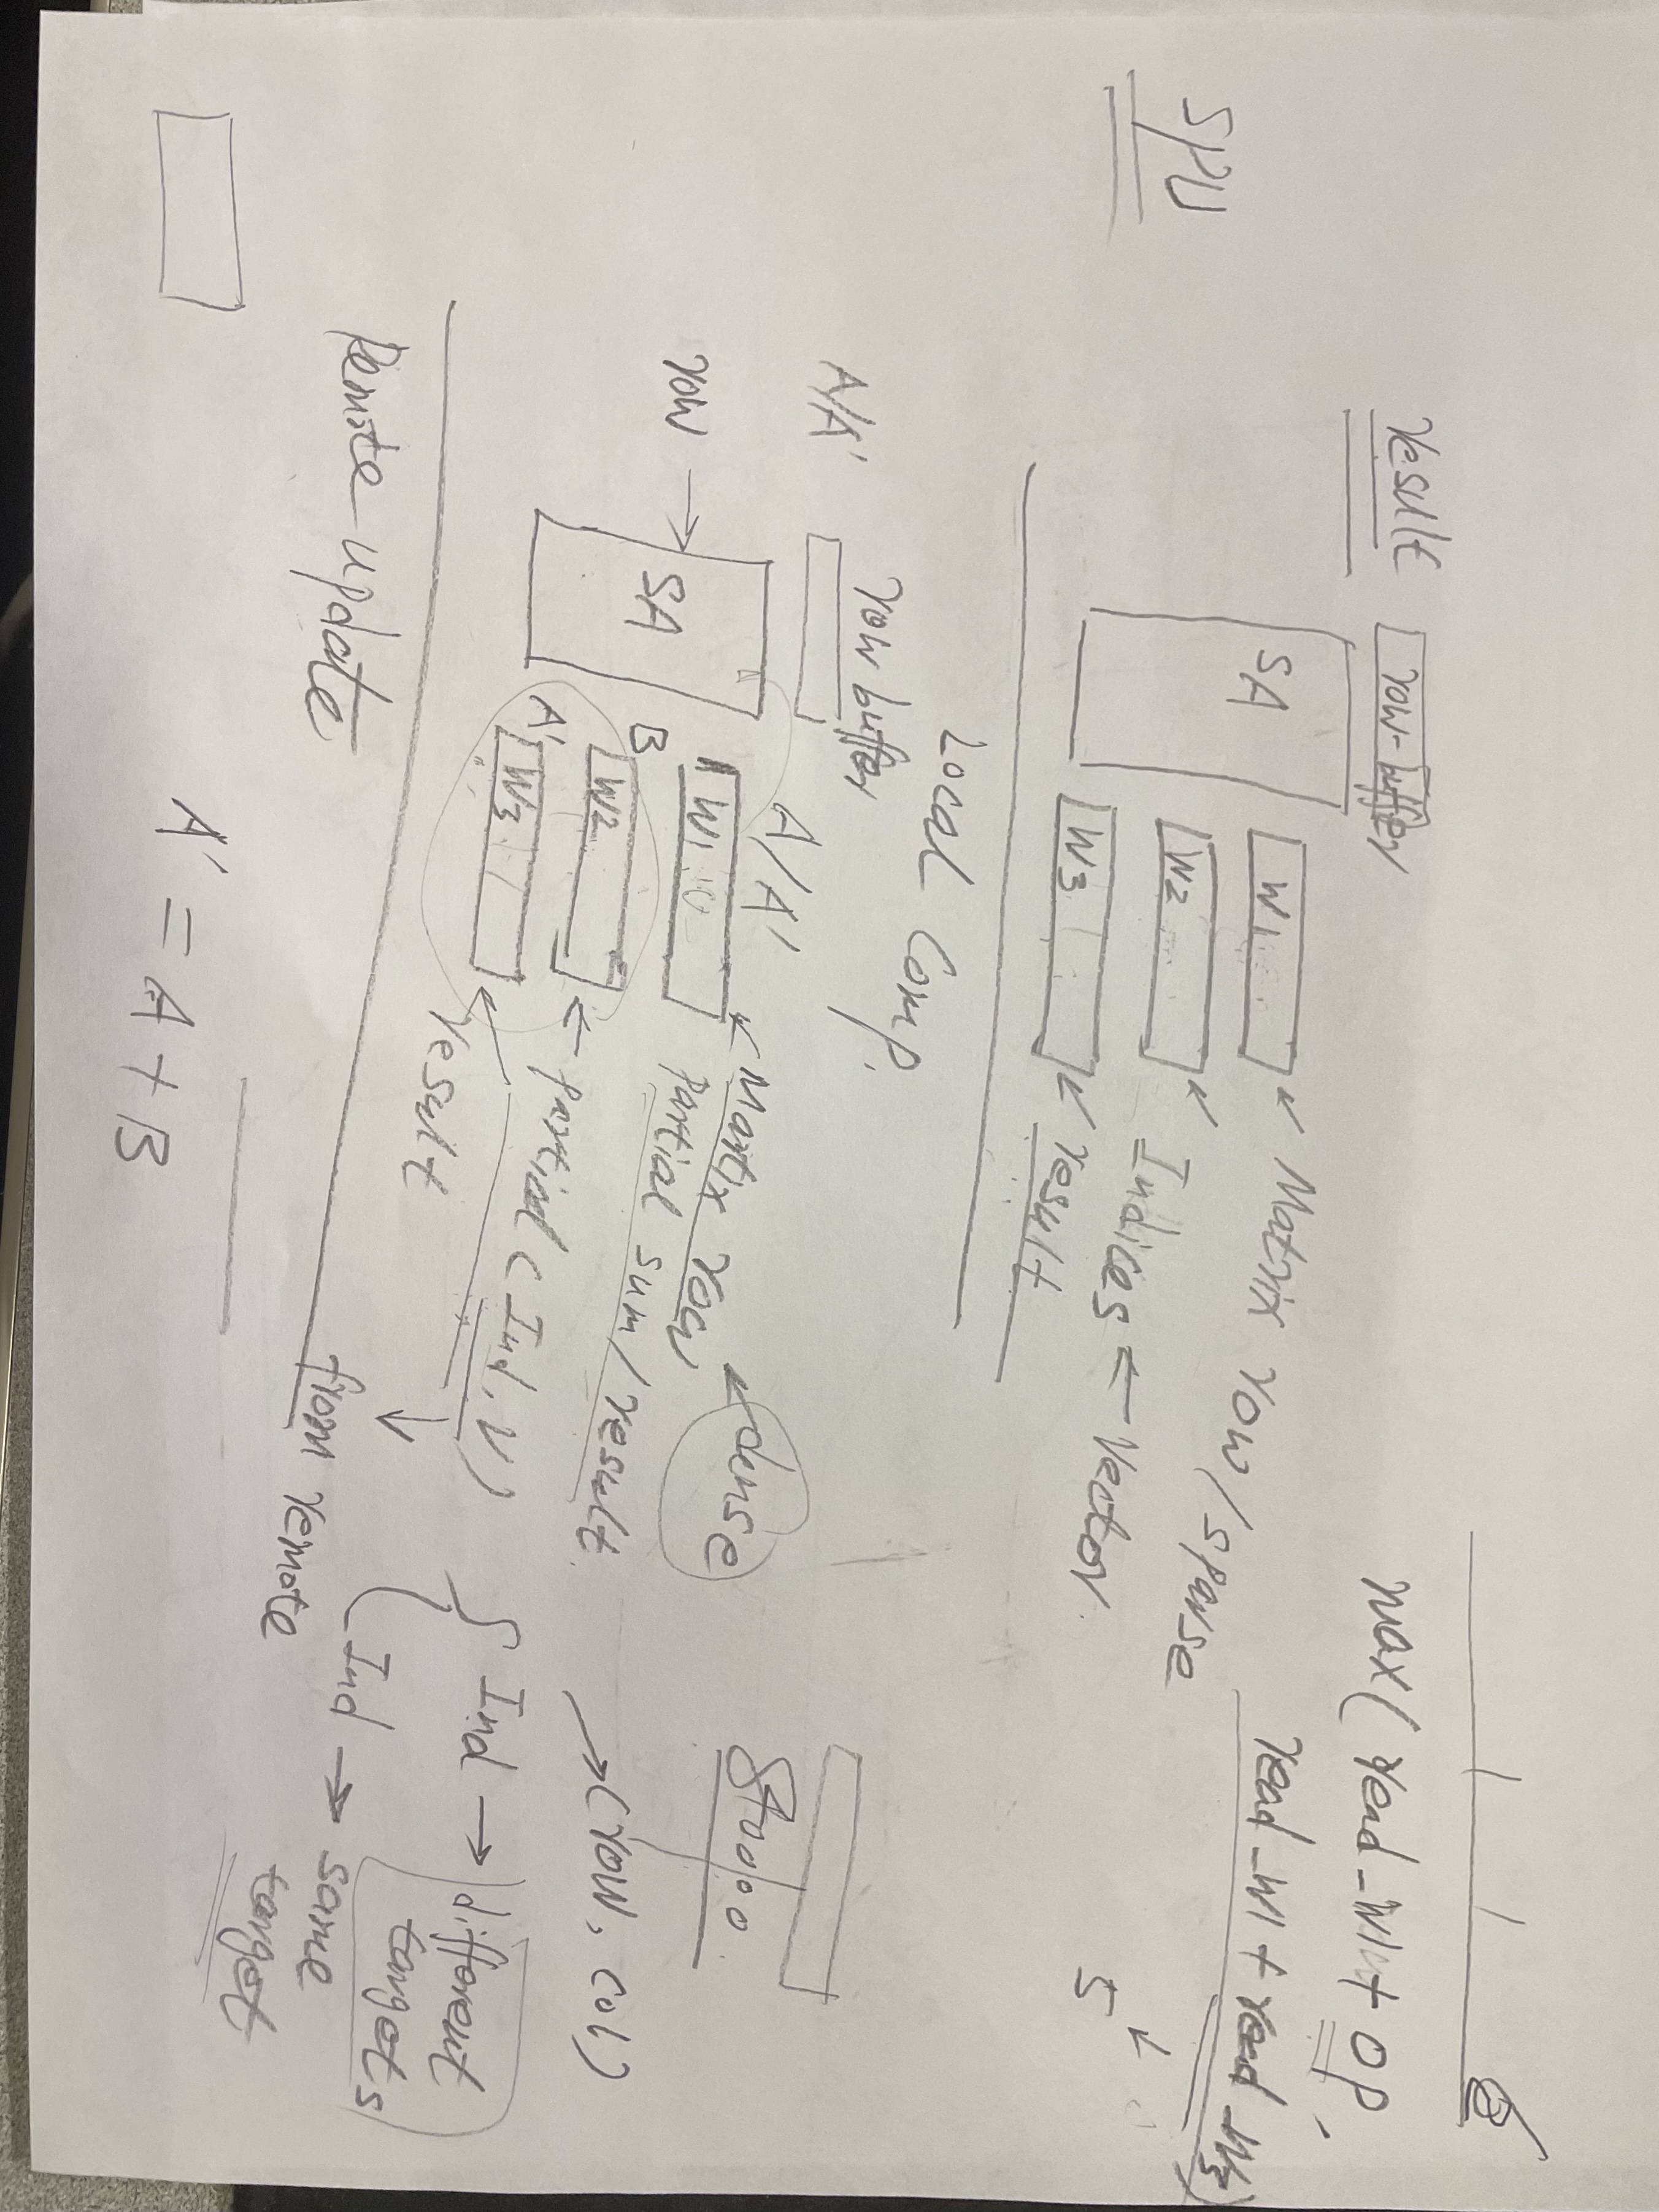 SPU
result
row-buffer
SA
W1
W2
W3
Matrix row / sparse
Indices ← Vector.
result
max( read-W1 + op,
read-W1 + read-W3)
5
Local Comp.
row buffer
A/A'
row →
SA
A/A'
W1
B
W2
A'
W3
Martix row ← dense
partial sum / result.
← partial ( Ind, V)
result
from remote
→ (row, col)
Ind → different
targets
Ind → same
target
Remote-update
A' = A + B